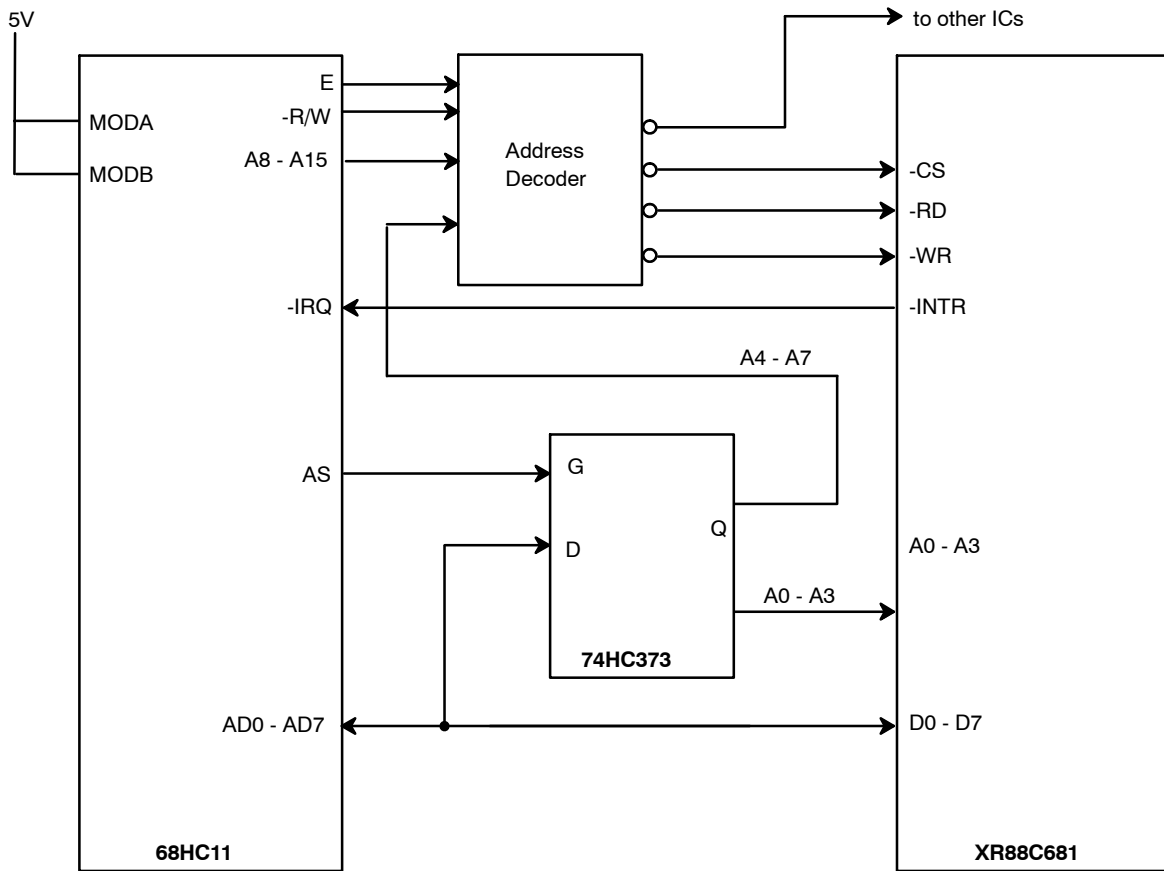 5V
to other ICs
E
MODA
-R/W
A8 - A15
MODB
Address
Decoder
-CS
-RD
-WR
-IRQ
-INTR
A4 - A7
AS
G
Q
D
A0 - A3
A0 - A3
74HC373
AD0 - AD7
D0 - D7
68HC11
XR88C681